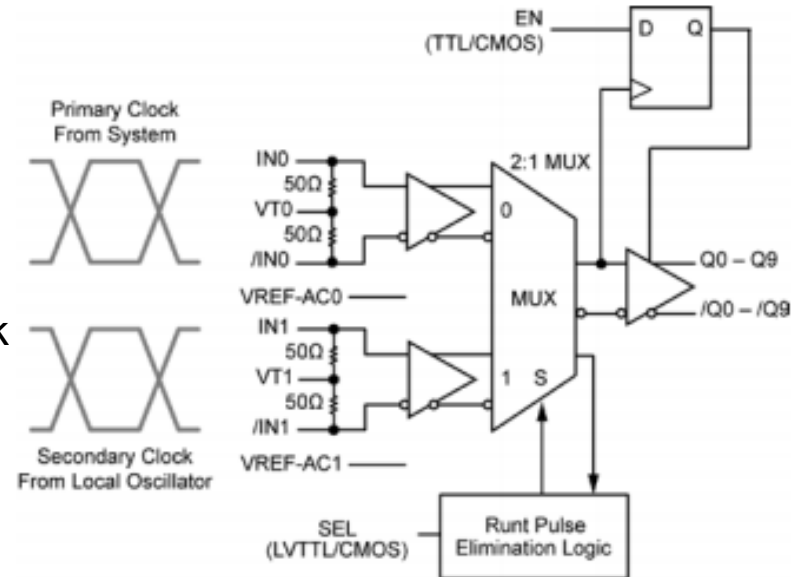 EN
(TTL/CMOS)
D Q
Primary Clock
From System
IN0
50Ω
VT0
50Ω
/IN0
VREF-AC0
2:1 MUX
0
MUX
Q0 – Q9
/Q0 – /Q9
k
IN1
50Ω
VT1
50Ω
/IN1
VREF-AC1
1 S
Secondary Clock
From Local Oscillator
SEL
(LVTTL/CMOS)
Runt Pulse
Elimination Logic